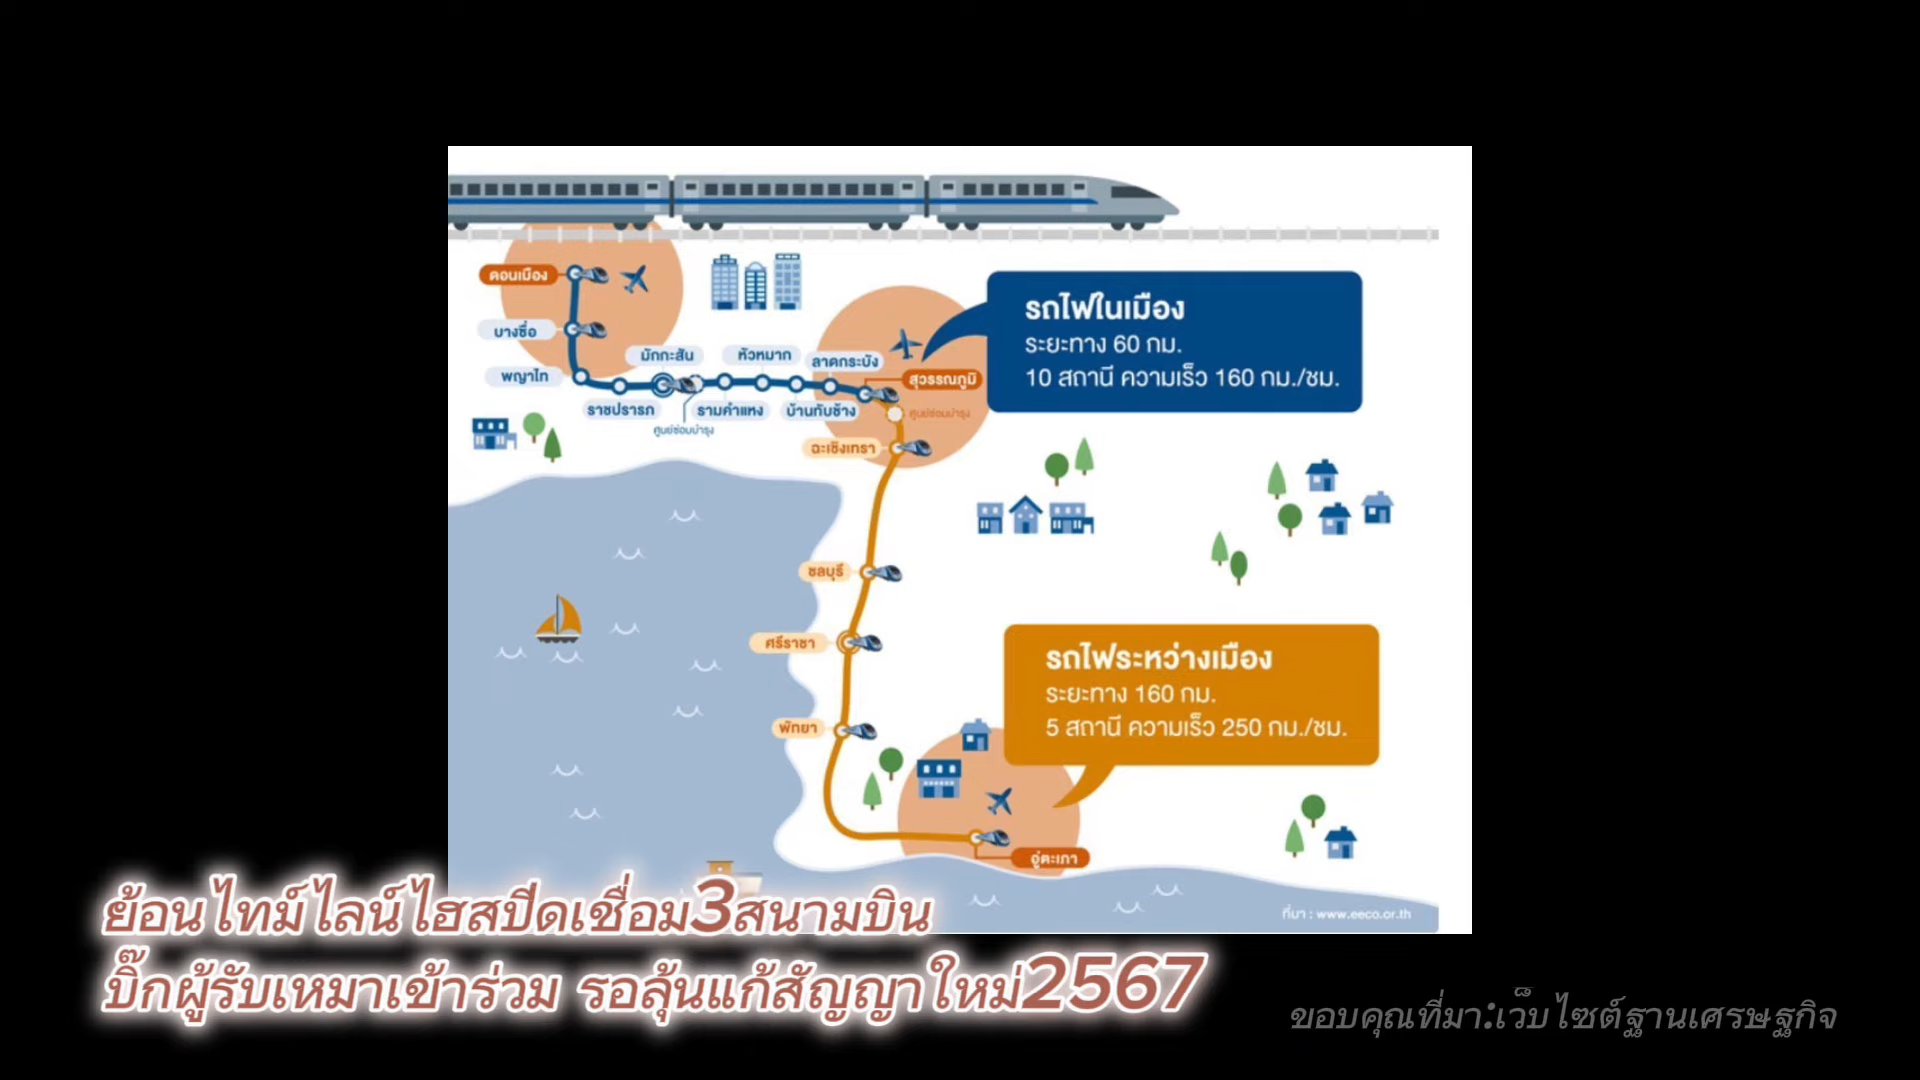 ดอนเมือง
บางซื่อ
พญาไท
มักกะสัน
หัวหมาก
ลาดกระบัง
สุวรรณภูมิ
ราชปรารภ
รามคำแหง
บ้านทับช้าง
ศูนย์ซ่อมบำรุง
ศูนย์ซ่อมบำรุง
ฉะเชิงเทรา
รถไฟในเมือง
ระยะทาง 60 กม.
10 สถานี ความเร็ว 160 กม./ชม.
ชลบุรี
ศรีราชา
พัทยา
รถไฟระหว่างเมือง
ระยะทาง 160 กม.
5 สถานี ความเร็ว 250 กม./ชม.
อู่ตะเภา
ที่มา : www.eeco.or.th
ย้อนไทม์ไลน์ไฮสปีดเชื่อม3สนามบิน
บิ๊กผู้รับเหมาเข้าร่วม รอลุ้นแก้สัญญาใหม่2567
ขอบคุณที่มา:เว็บไซต์ฐานเศรษฐกิจ